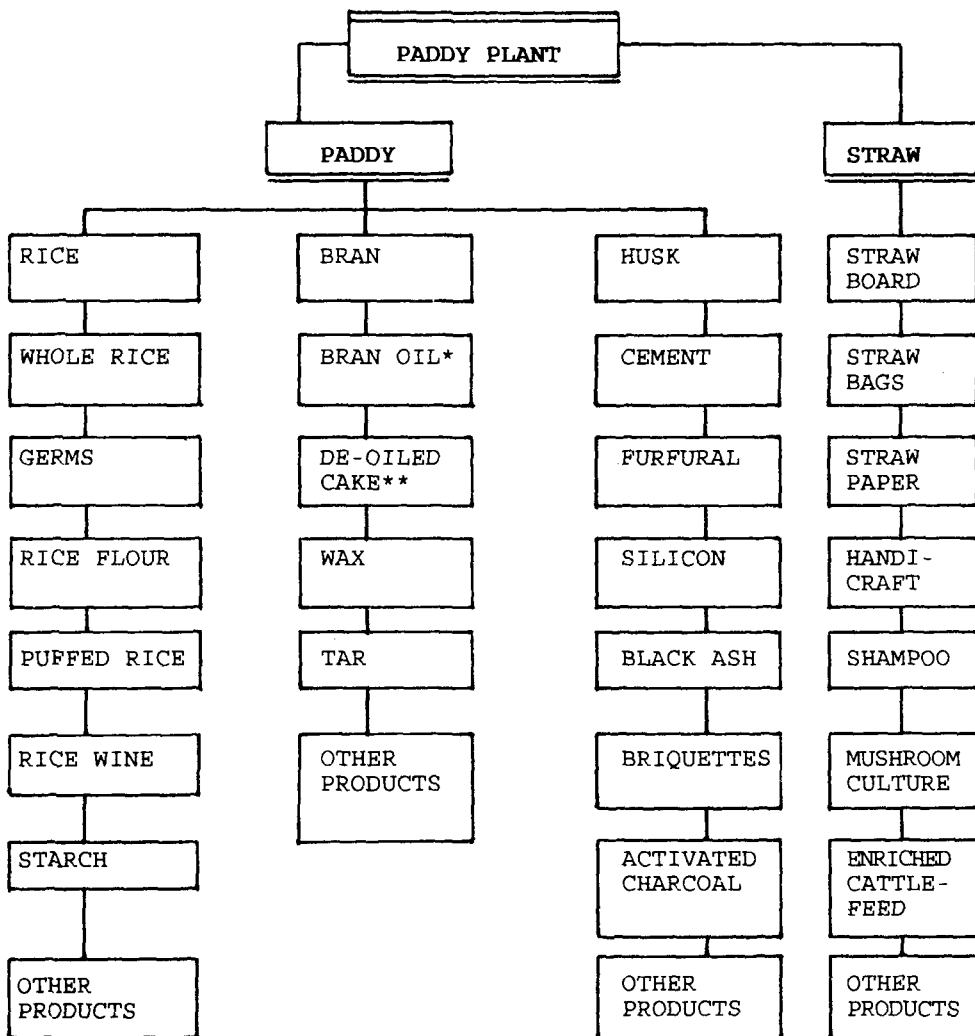 PADDY PLANT
PADDY
STRAW
RICE
WHOLE RICE
GERMS
RICE FLOUR
PUFFED RICE
RICE WINE
STARCH
OTHER
PRODUCTS
BRAN
BRAN OIL*
DE-OILED
CAKE**
WAX
TAR
OTHER
PRODUCTS
HUSK
CEMENT
FURFURAL
SILICON
BLACK ASH
BRIQUETTES
ACTIVATED
CHARCOAL
OTHER
PRODUCTS
STRAW
BOARD
STRAW
BAGS
STRAW
PAPER
HANDI-
CRAFT
SHAMPOO
MUSHROOM
CULTURE
ENRICHED
CATTLE-
FEED
OTHER
PRODUCTS